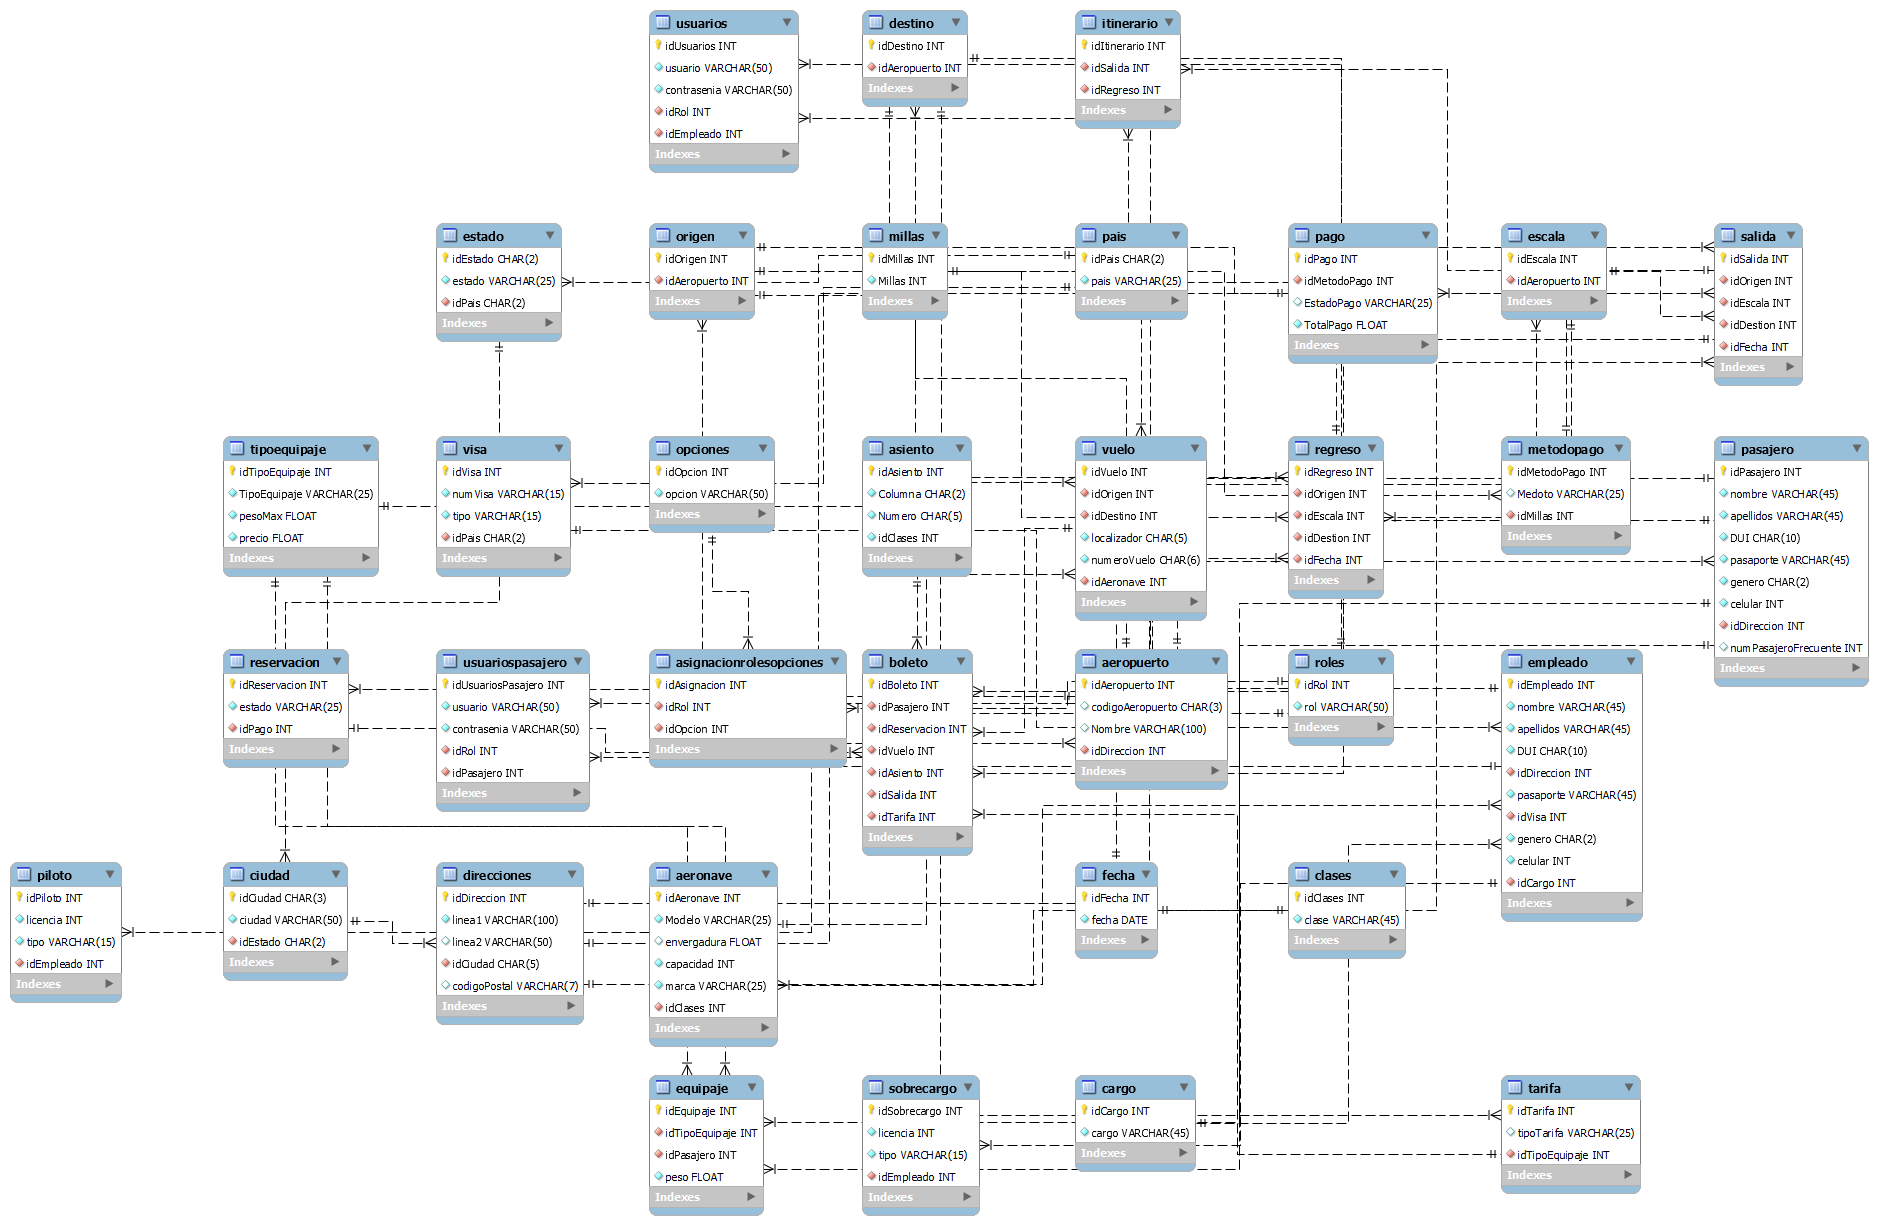 usuarios
idUsuarios INT
usuario VARCHAR(50)
contrasenia VARCHAR(50)
idRol INT
idEmpleado INT
Indexes
destino
idDestino INT
idAeropuerto INT
Indexes
itinerario
idItinerario INT
idSalida INT
idRegreso INT
Indexes
estado
idEstado CHAR(2)
estado VARCHAR(25)
idPais CHAR(2)
Indexes
origen
idOrigen INT
idAeropuerto INT
Indexes
millas
idMillas INT
Millas INT
Indexes
pais
idPais CHAR(2)
pais VARCHAR(25)
Indexes
pago
idPago INT
idMetodoPago INT
EstadoPago VARCHAR(25)
TotalPago FLOAT
Indexes
escala
idEscala INT
idAeropuerto INT
Indexes
salida
idSalida INT
idOrigen INT
idEscala INT
idDestion INT
idFecha INT
Indexes
tipoequipaje
idTipoEquipaje INT
TipoEquipaje VARCHAR(25)
pesoMax FLOAT
precio FLOAT
Indexes
visa
idVisa INT
numVisa VARCHAR(15)
tipo VARCHAR(15)
idPais CHAR(2)
Indexes
opciones
idOpcion INT
opcion VARCHAR(50)
Indexes
asiento
idAsiento INT
Columna CHAR(2)
Numero CHAR(5)
idClases INT
Indexes
vuelo
idVuelo INT
idOrigen INT
idDestino INT
localizador CHAR(5)
numeroVuelo CHAR(6)
idAeronave INT
Indexes
regreso
idRegreso INT
idOrigen INT
idEscala INT
idDestion INT
idFecha INT
Indexes
metodopago
idMetodoPago INT
Medoto VARCHAR(25)
idMillas INT
Indexes
pasajero
idPasajero INT
nombre VARCHAR(45)
apellidos VARCHAR(45)
DUI CHAR(10)
pasaporte VARCHAR(45)
genero CHAR(2)
celular INT
idDireccion INT
numPasajeroFrecuente INT
Indexes
reservacion
idReservacion INT
estado VARCHAR(25)
idPago INT
Indexes
usuariospasajero
idUsuariosPasajero INT
usuario VARCHAR(50)
contrasenia VARCHAR(50)
idRol INT
idPasajero INT
Indexes
asignacionrolesopciones
idAsignacion INT
idRol INT
idOpcion INT
Indexes
boleto
idBoleto INT
idPasajero INT
idReservacion INT
idVuelo INT
idAsiento INT
idSalida INT
idTarifa INT
Indexes
aeropuerto
idAeropuerto INT
codigoAeropuerto CHAR(3)
Nombre VARCHAR(100)
idDireccion INT
Indexes
roles
idRol INT
rol VARCHAR(50)
Indexes
empleado
idEmpleado INT
nombre VARCHAR(45)
apellidos VARCHAR(45)
DUI CHAR(10)
idDireccion INT
pasaporte VARCHAR(45)
idVisa INT
genero CHAR(2)
celular INT
idCargo INT
Indexes
piloto
idPiloto INT
licencia INT
tipo VARCHAR(15)
idEmpleado INT
Indexes
ciudad
idCiudad CHAR(3)
ciudad VARCHAR(50)
idEstado CHAR(2)
Indexes
direcciones
idDireccion INT
linea1 VARCHAR(100)
linea2 VARCHAR(50)
idCiudad CHAR(5)
codigoPostal VARCHAR(7)
Indexes
aeronave
idAeronave INT
Modelo VARCHAR(25)
envergadura FLOAT
capacidad INT
marca VARCHAR(25)
idClases INT
Indexes
fecha
idFecha INT
fecha DATE
Indexes
clases
idClases INT
clase VARCHAR(45)
Indexes
equipaje
idEquipaje INT
idTipoEquipaje INT
idPasajero INT
peso FLOAT
Indexes
sobrecargo
idSobrecargo INT
licencia INT
tipo VARCHAR(15)
idEmpleado INT
Indexes
cargo
idCargo INT
cargo VARCHAR(45)
Indexes
tarifa
idTarifa INT
tipoTarifa VARCHAR(25)
idTipoEquipaje INT
Indexes